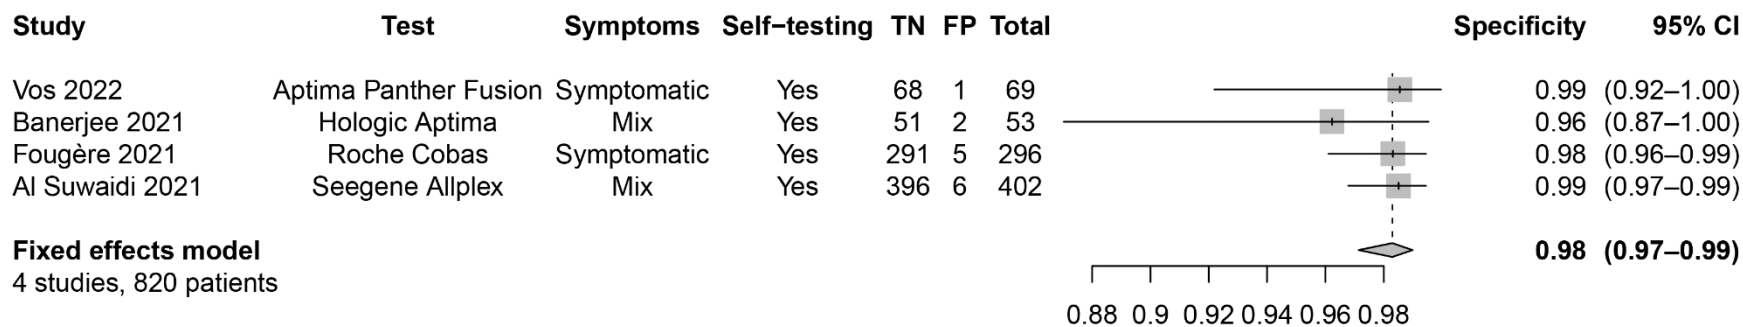 Study Test Symptoms Self−testing TN FP Total Specificity 95% CI
Vos 2022 Aptima Panther Fusion Symptomatic Yes 68 1 69 0.99 (0.92–1.00)
Banerjee 2021 Hologic Aptima Mix Yes 51 2 53 0.96 (0.87–1.00)
Fougère 2021 Roche Cobas Symptomatic Yes 291 5 296 0.98 (0.96–0.99)
Al Suwaidi 2021 Seegene Allplex Mix Yes 396 6 402 0.99 (0.97–0.99)
Fixed effects model 0.98 (0.97–0.99)
4 studies, 820 patients
0.88 0.9 0.92 0.94 0.96 0.98